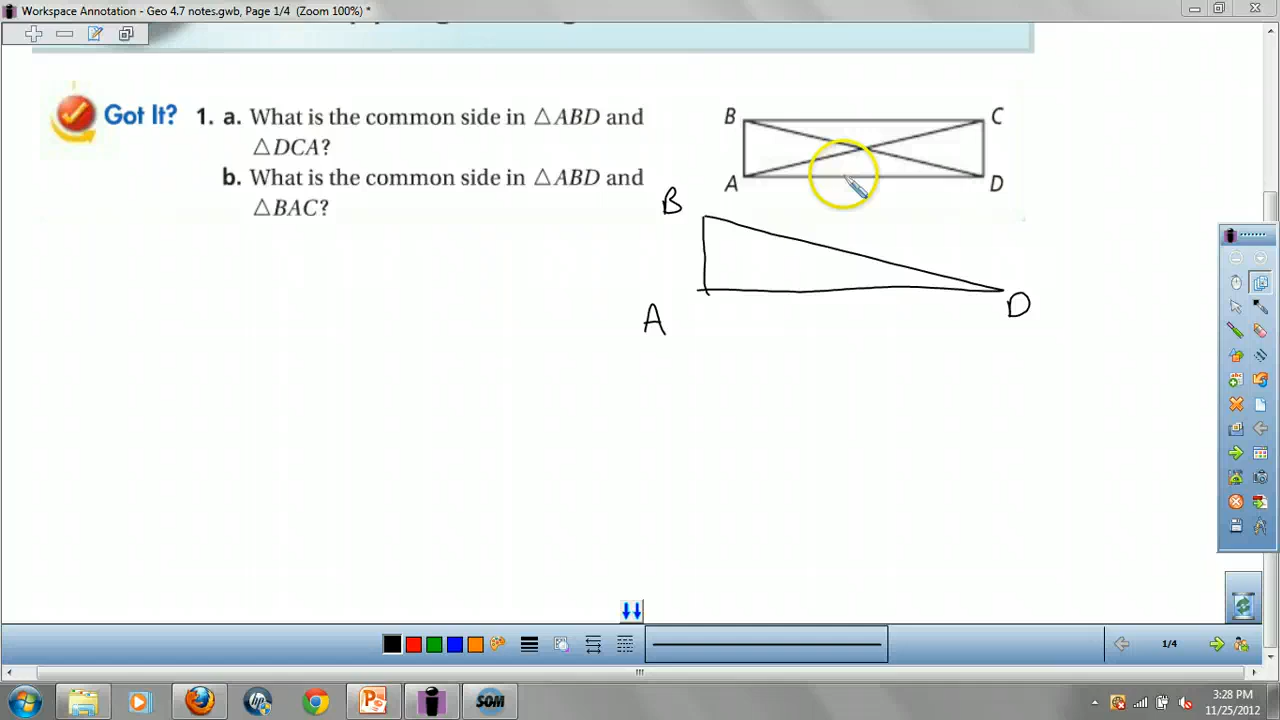 Workspace Annotation - Geo 4.7 notes.gwb, Page 1/4 (Zoom 100%) *
Got It? 1. a. What is the common side in △ABD and
△DCA?
b. What is the common side in △ABD and
△BAC?
B C
A D
B
A D
1/4
3:28 PM
11/25/2012
SOM